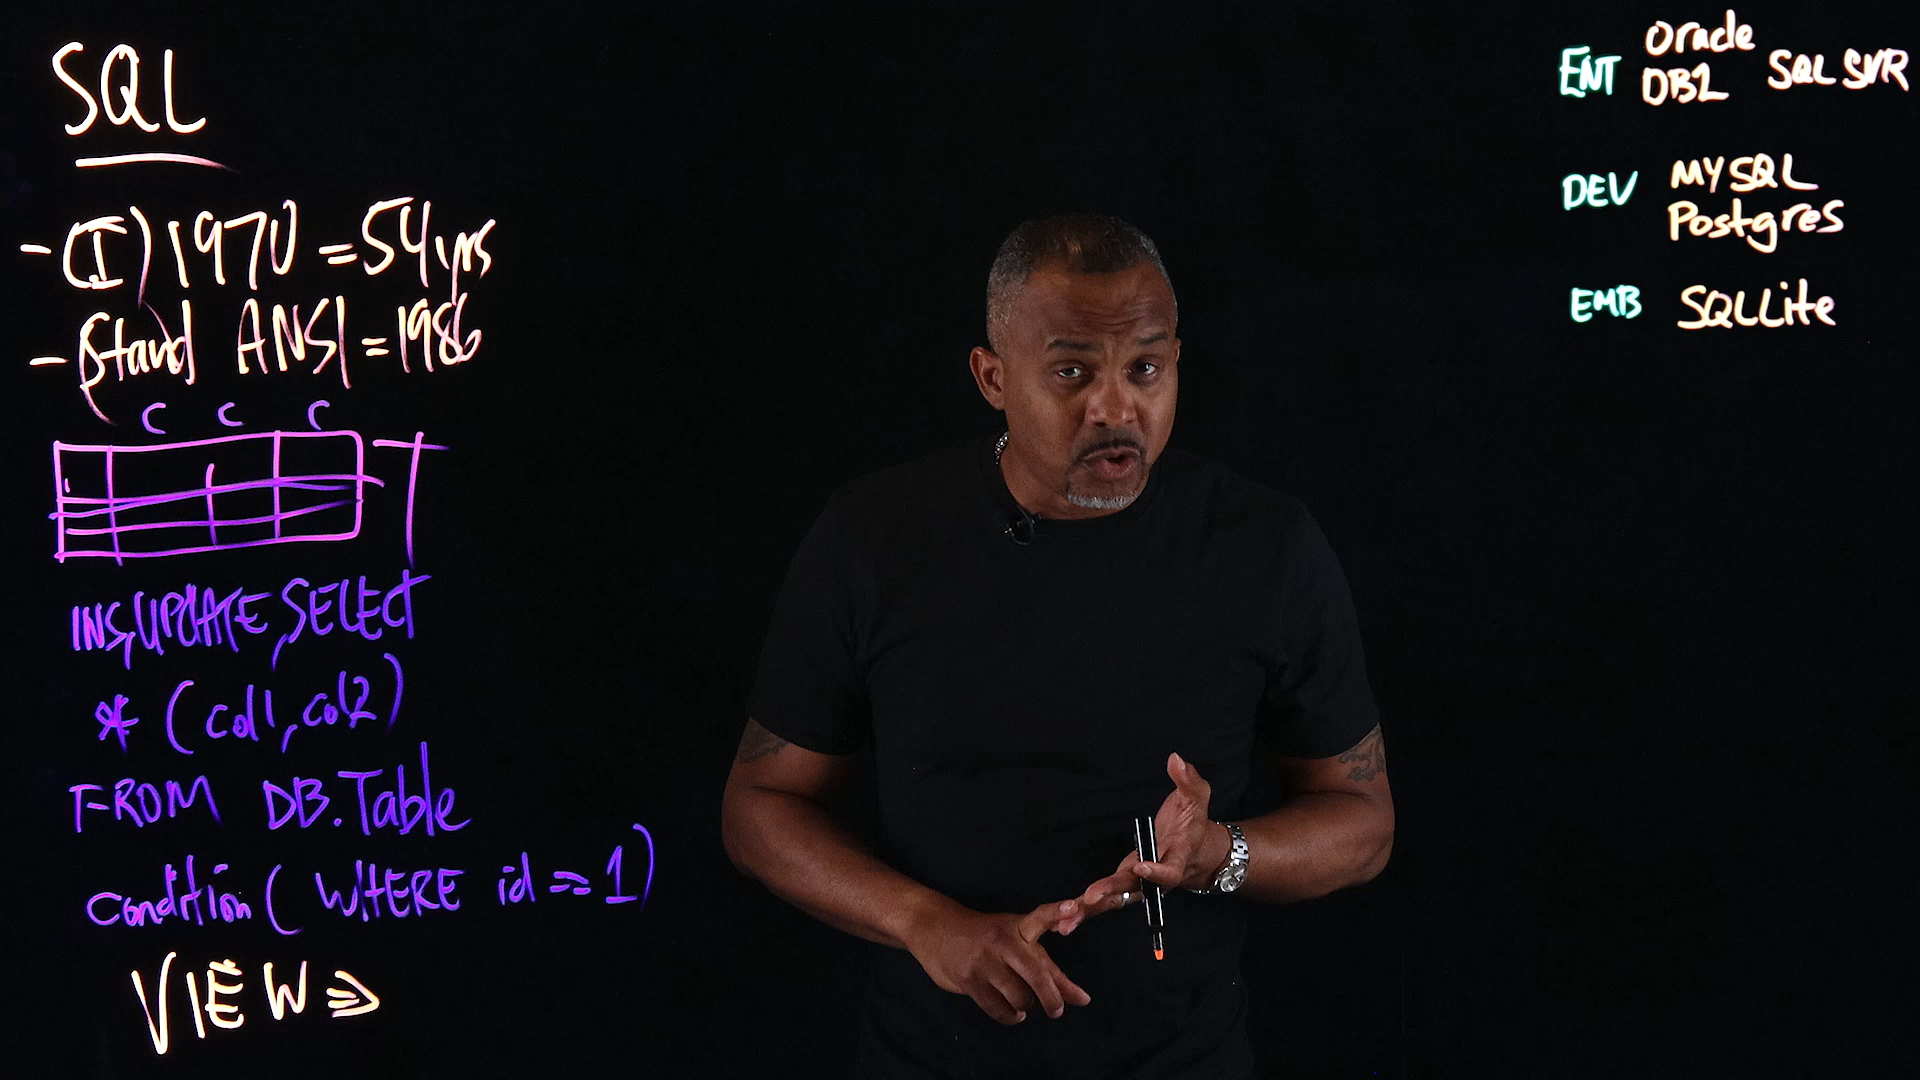 SQL
- (I) 1970 = 54yrs
- Stand ANSI = 1986
C C C
T
INS, UPDATE, SELECT
* (col1, col2)
FROM DB.Table
condition ( WHERE id == 1)
VIEW ⇒
ENT Oracle DB2 SQL SVR
DEV MYSQL Postgres
EMB SQLLite